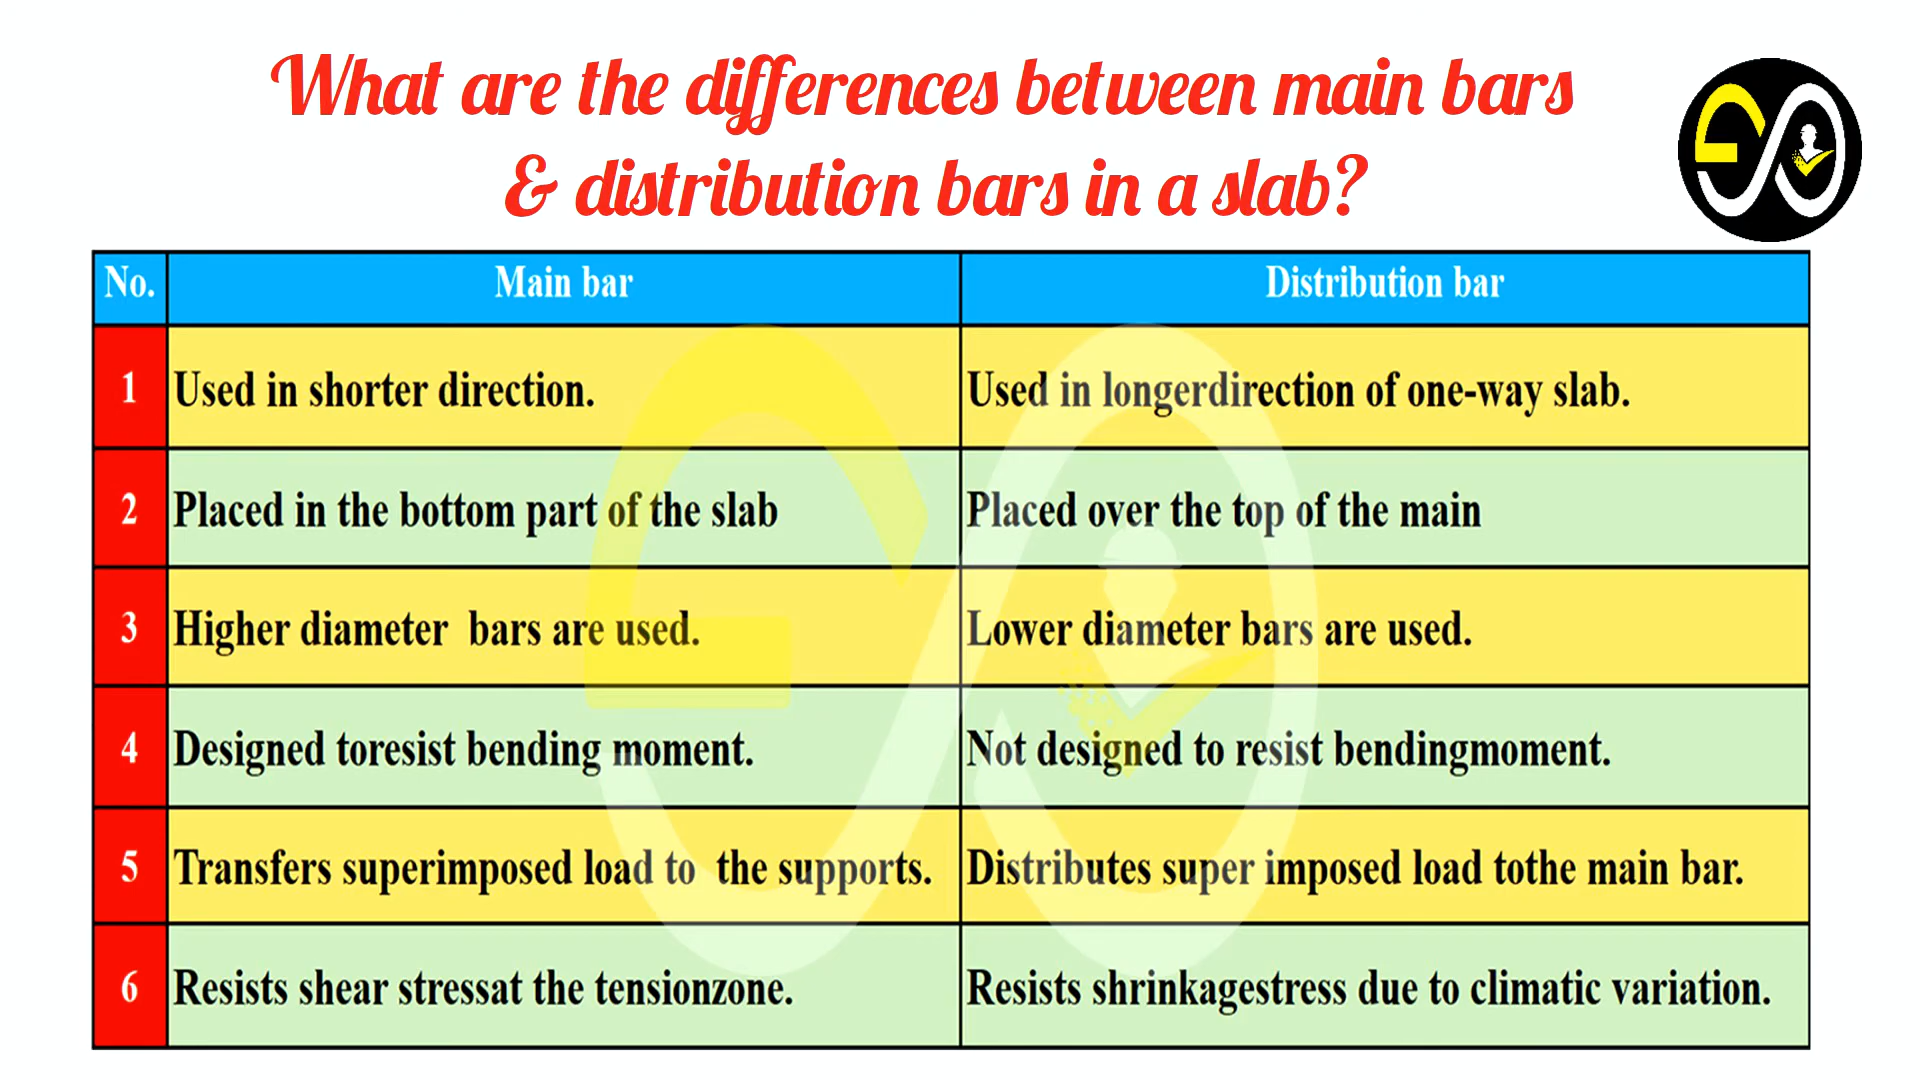 What are the differences between main bars
& distribution bars in a slab?
No. Main bar Distribution bar
1 Used in shorter direction. Used in longerdirection of one-way slab.
2 Placed in the bottom part of the slab Placed over the top of the main
3 Higher diameter  bars are used. Lower diameter bars are used.
4 Designed toresist bending moment. Not designed to resist bendingmoment.
5 Transfers superimposed load to  the supports. Distributes super imposed load tothe main bar.
6 Resists shear stressat the tensionzone. Resists shrinkagestress due to climatic variation.